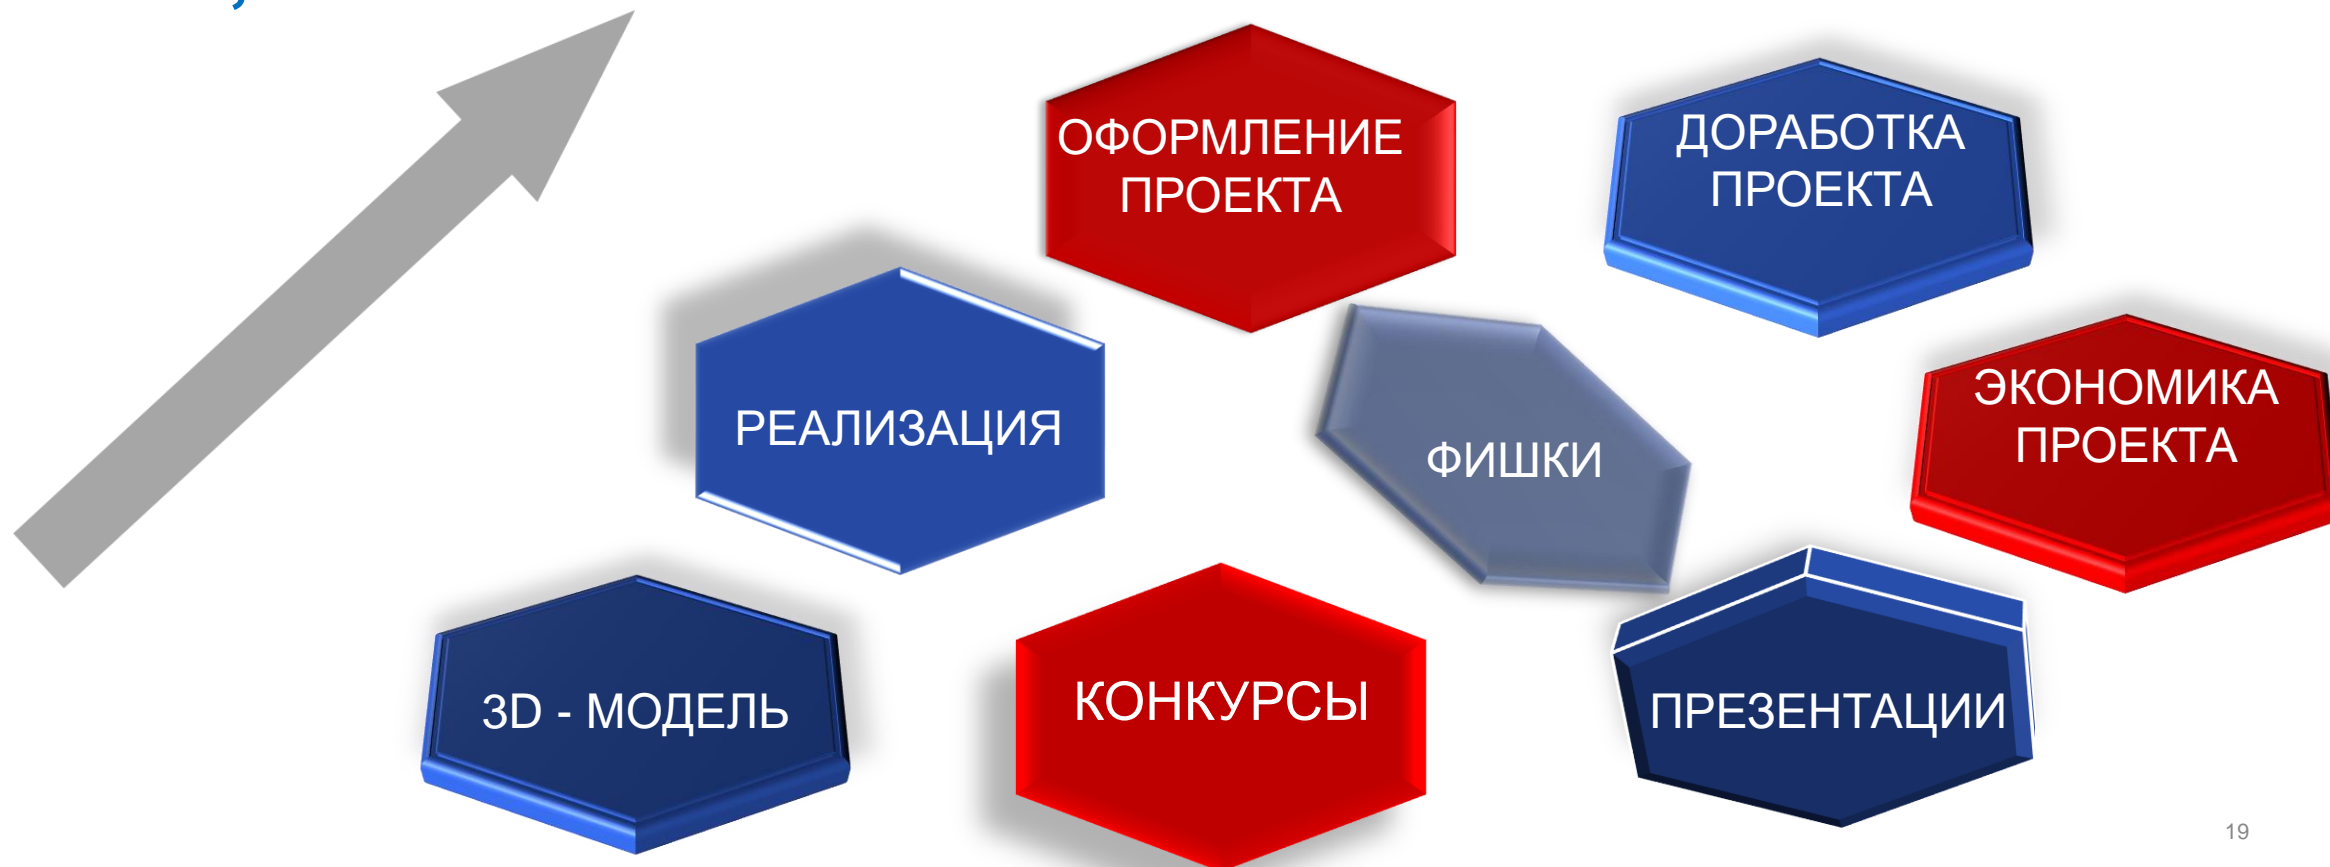 ОФОРМЛЕНИЕ
ПРОЕКТА
ДОРАБОТКА
ПРОЕКТА
РЕАЛИЗАЦИЯ
ФИШКИ
ЭКОНОМИКА
ПРОЕКТА
3D - МОДЕЛЬ
КОНКУРСЫ
ПРЕЗЕНТАЦИИ
19